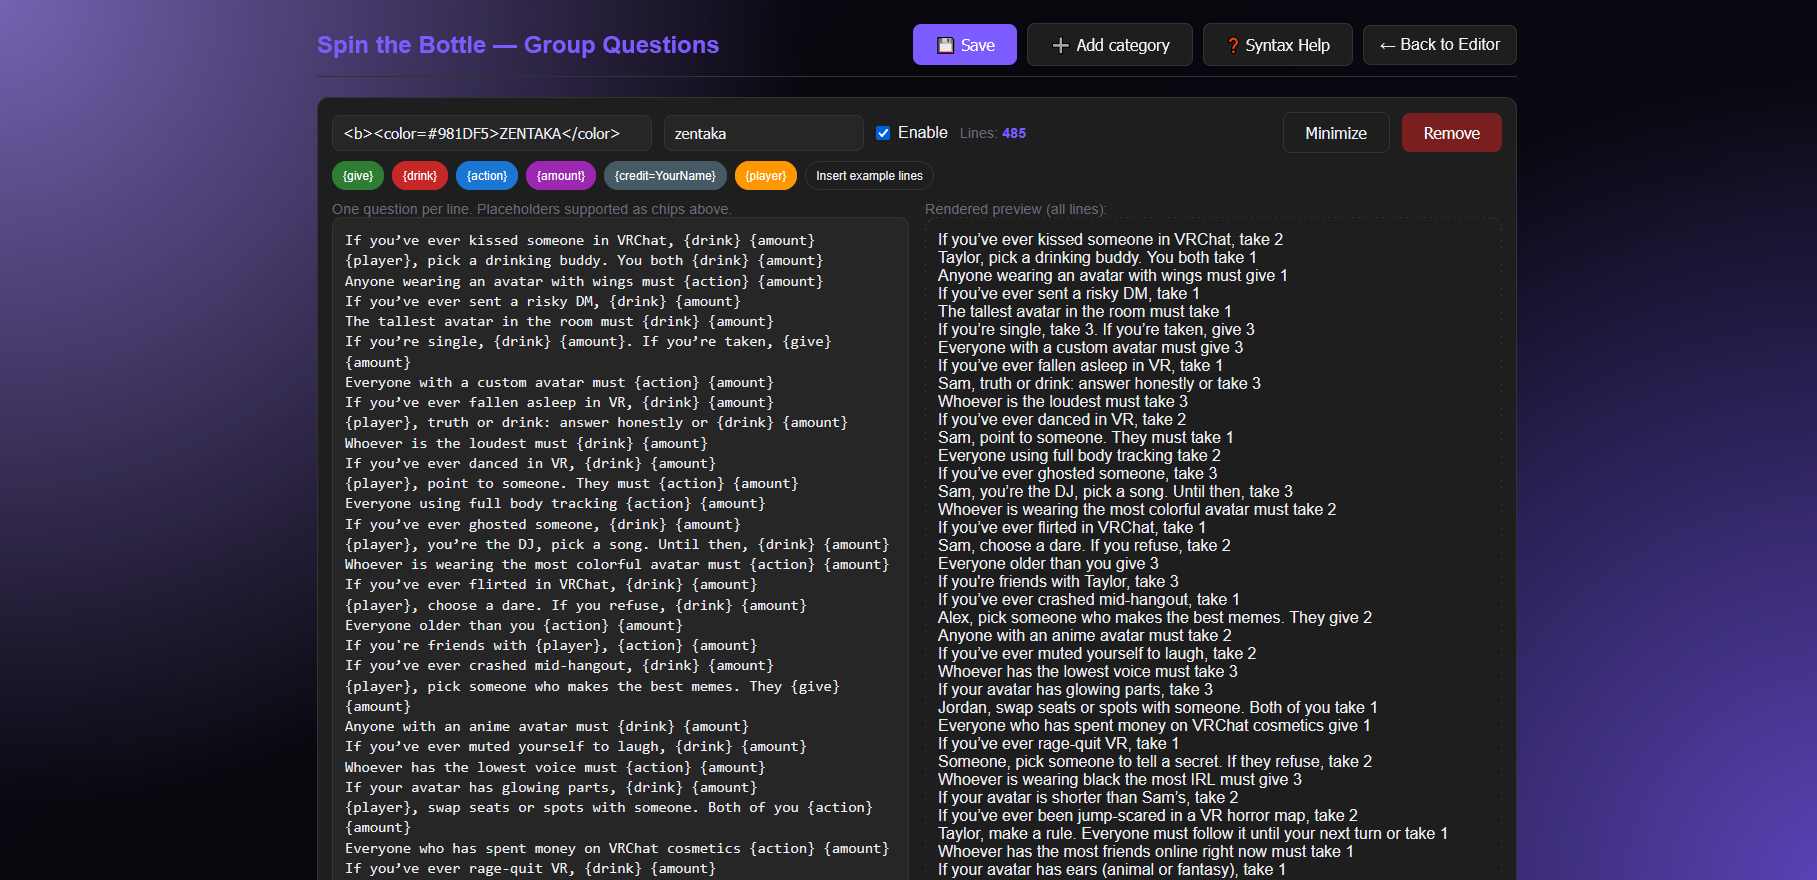 Spin the Bottle — Group Questions
💾 Save
➕ Add category
❓ Syntax Help
← Back to Editor
<b><color=#981DF5>ZENTAKA</color>
zentaka
Enable
Lines: 485
Minimize
Remove
{give}
{drink}
{action}
{amount}
{credit=YourName}
{player}
Insert example lines
One question per line. Placeholders supported as chips above.
If you’ve ever kissed someone in VRChat, {drink} {amount}
{player}, pick a drinking buddy. You both {drink} {amount}
Anyone wearing an avatar with wings must {action} {amount}
If you’ve ever sent a risky DM, {drink} {amount}
The tallest avatar in the room must {drink} {amount}
If you’re single, {drink} {amount}. If you’re taken, {give}
{amount}
Everyone with a custom avatar must {action} {amount}
If you’ve ever fallen asleep in VR, {drink} {amount}
{player}, truth or drink: answer honestly or {drink} {amount}
Whoever is the loudest must {drink} {amount}
If you’ve ever danced in VR, {drink} {amount}
{player}, point to someone. They must {action} {amount}
Everyone using full body tracking {action} {amount}
If you’ve ever ghosted someone, {drink} {amount}
{player}, you’re the DJ, pick a song. Until then, {drink} {amount}
Whoever is wearing the most colorful avatar must {action} {amount}
If you’ve ever flirted in VRChat, {drink} {amount}
{player}, choose a dare. If you refuse, {drink} {amount}
Everyone older than you {action} {amount}
If you're friends with {player}, {action} {amount}
If you’ve ever crashed mid-hangout, {drink} {amount}
{player}, pick someone who makes the best memes. They {give}
{amount}
Anyone with an anime avatar must {drink} {amount}
If you’ve ever muted yourself to laugh, {drink} {amount}
Whoever has the lowest voice must {action} {amount}
If your avatar has glowing parts, {drink} {amount}
{player}, swap seats or spots with someone. Both of you {action}
{amount}
Everyone who has spent money on VRChat cosmetics {action} {amount}
If you’ve ever rage-quit VR, {drink} {amount}
Rendered preview (all lines):
If you’ve ever kissed someone in VRChat, take 2
Taylor, pick a drinking buddy. You both take 1
Anyone wearing an avatar with wings must give 1
If you’ve ever sent a risky DM, take 1
The tallest avatar in the room must take 1
If you’re single, take 3. If you’re taken, give 3
Everyone with a custom avatar must give 3
If you’ve ever fallen asleep in VR, take 1
Sam, truth or drink: answer honestly or take 3
Whoever is the loudest must take 3
If you’ve ever danced in VR, take 2
Sam, point to someone. They must take 1
Everyone using full body tracking take 2
If you’ve ever ghosted someone, take 3
Sam, you’re the DJ, pick a song. Until then, take 3
Whoever is wearing the most colorful avatar must take 2
If you’ve ever flirted in VRChat, take 1
Sam, choose a dare. If you refuse, take 2
Everyone older than you give 3
If you're friends with Taylor, take 3
If you’ve ever crashed mid-hangout, take 1
Alex, pick someone who makes the best memes. They give 2
Anyone with an anime avatar must take 2
If you’ve ever muted yourself to laugh, take 2
Whoever has the lowest voice must take 3
If your avatar has glowing parts, take 3
Jordan, swap seats or spots with someone. Both of you take 1
Everyone who has spent money on VRChat cosmetics give 1
If you’ve ever rage-quit VR, take 1
Someone, pick someone to tell a secret. If they refuse, take 2
Whoever is wearing black the most IRL must give 3
If your avatar is shorter than Sam’s, take 2
If you’ve ever been jump-scared in a VR horror map, take 2
Taylor, make a rule. Everyone must follow it until your next turn or take 1
Whoever has the most friends online right now must take 1
If your avatar has ears (animal or fantasy), take 1